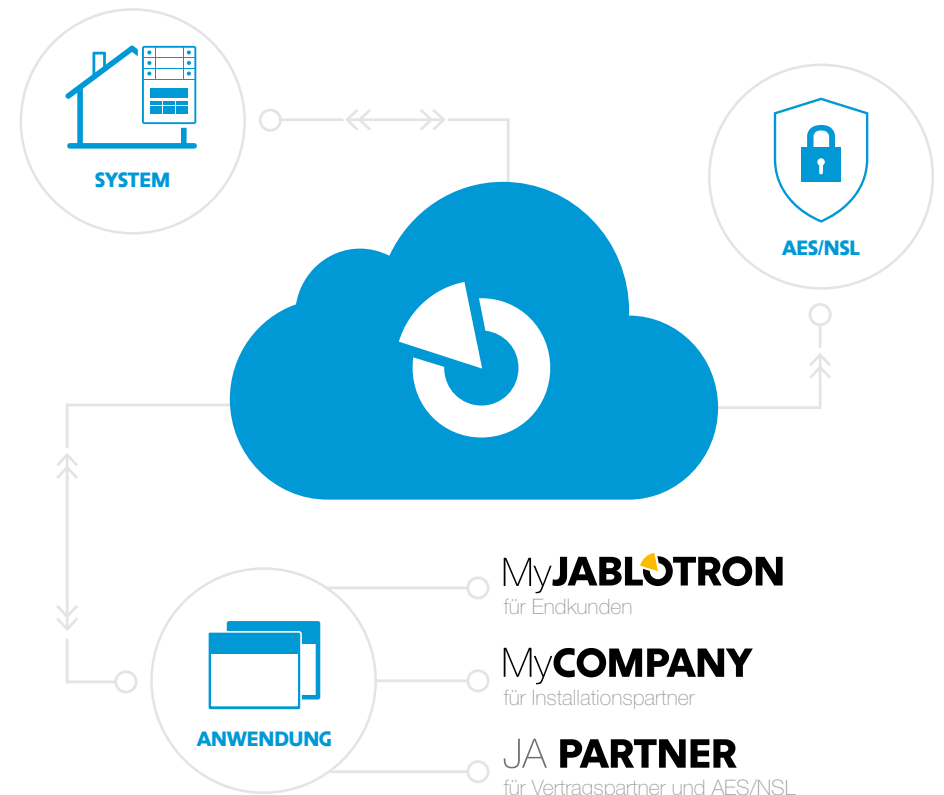 SYSTEM
AES/NSL
MyJABLOTRON
für Endkunden
MyCOMPANY
für Installationspartner
ANWENDUNG
JA PARTNER
für Vertragspartner und AES/NSL